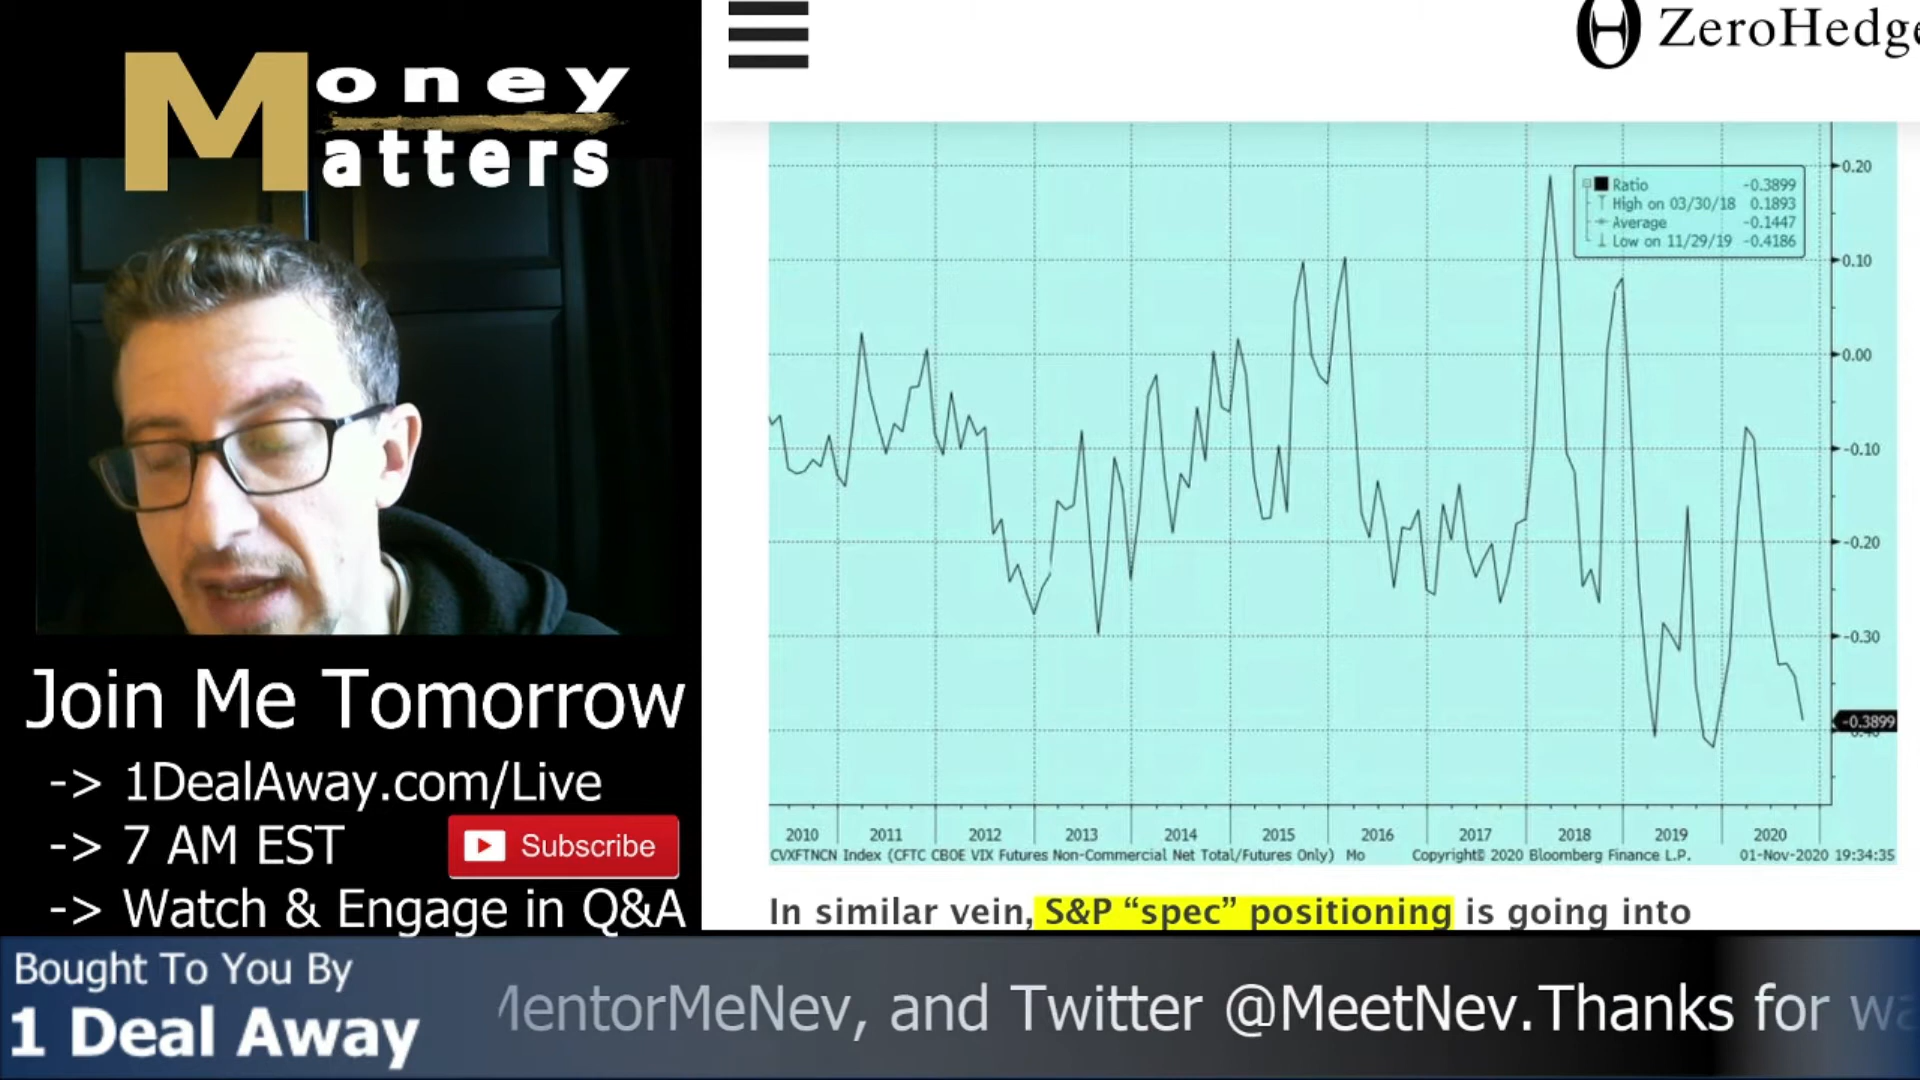 Money
Matters
Join Me Tomorrow
-> 1DealAway.com/Live
-> 7 AM EST
Subscribe
-> Watch & Engage in Q&A
ZeroHedge
Ratio -0.3899
High on 03/30/18 0.1893
Average -0.1447
Low on 11/29/19 -0.4186
0.20
0.10
0.00
-0.10
-0.20
-0.30
-0.3899
2010 2011 2012 2013 2014 2015 2016 2017 2018 2019 2020
CVXFTNCN Index (CFTC CBOE VIX Futures Non-Commercial Net Total/Futures Only) Mo Copyright© 2020 Bloomberg Finance L.P. 01-Nov-2020 19:34:35
In similar vein, S&P “spec” positioning is going into
Bought To You By
1 Deal Away
MentorMeNev, and Twitter @MeetNev.Thanks for